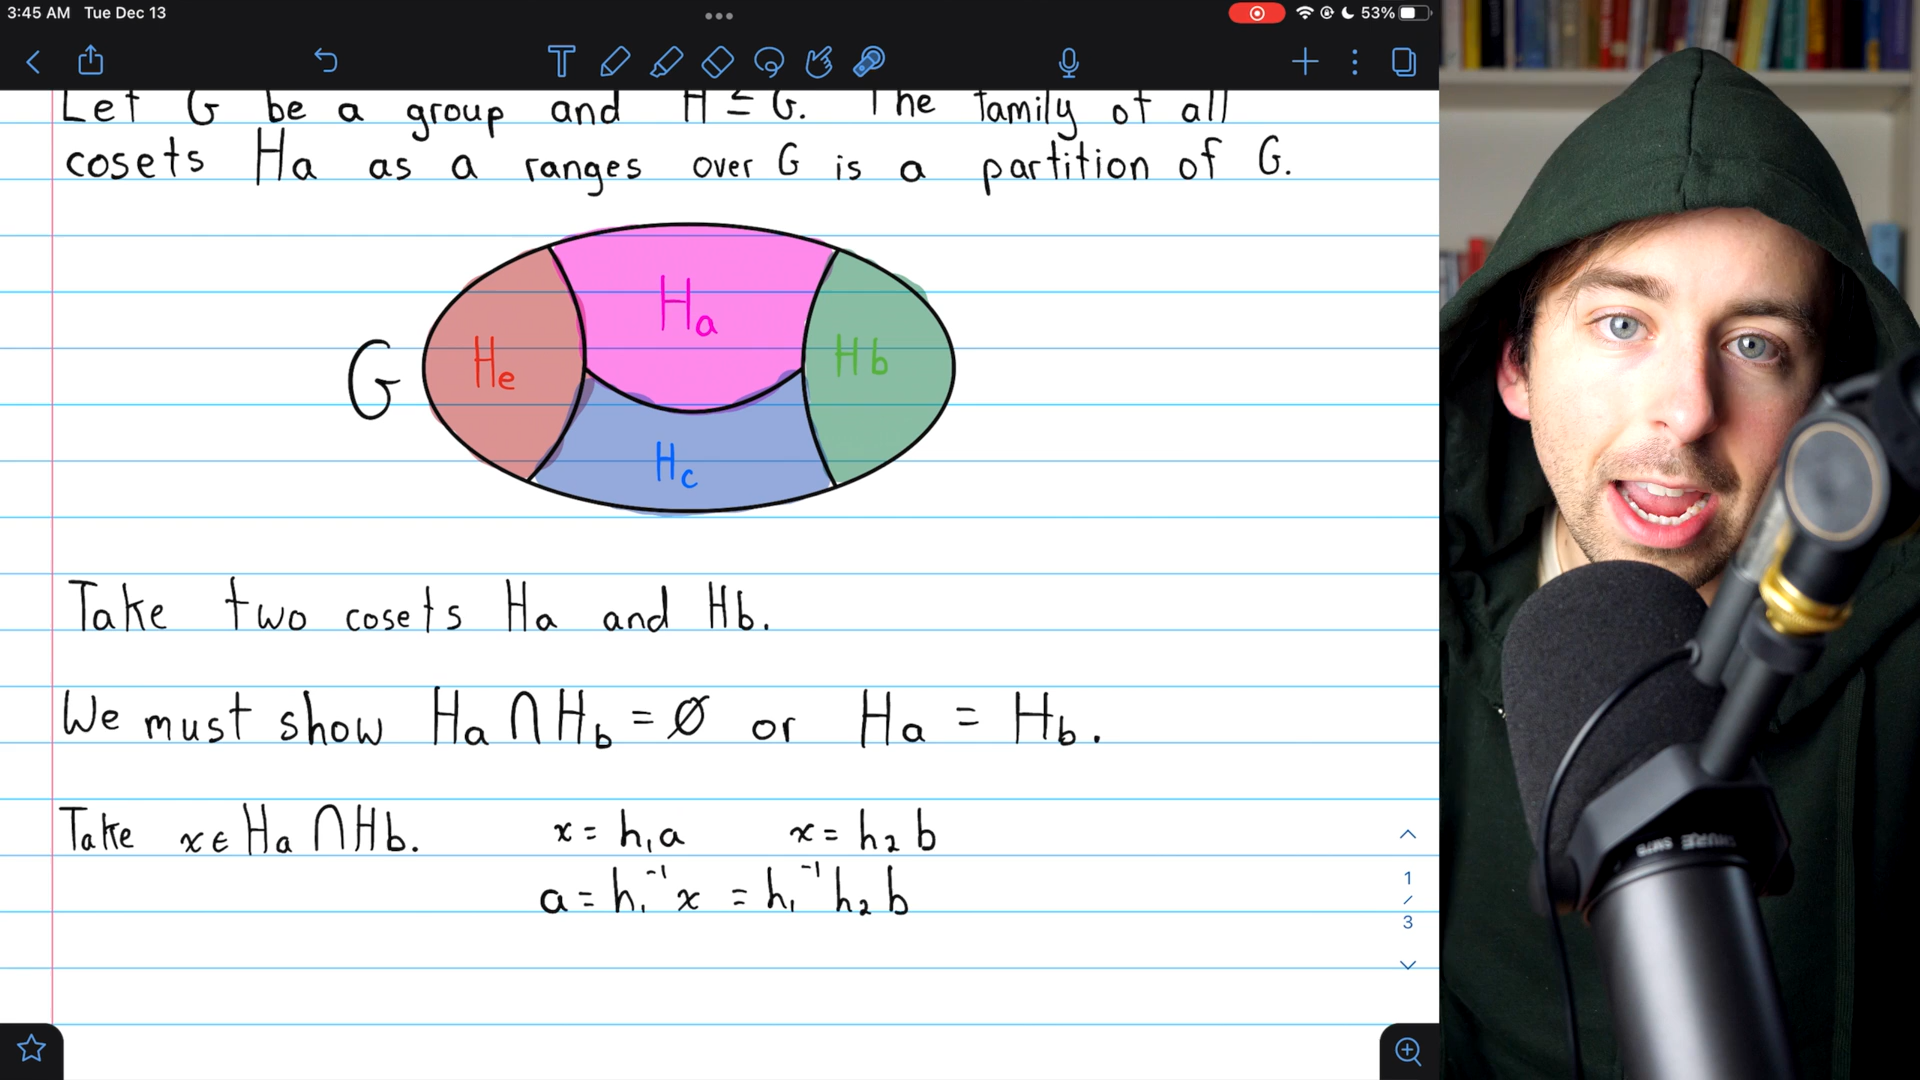 3:45 AM Tue Dec 13
53%
Let G be a group and H ≤ G. The family of all
cosets Ha as a ranges over G is a partition of G.
Ha
He
Hb
G
Hc
Take two cosets Ha and Hb.
We must show Ha ∩ Hb = ∅ or Ha = Hb.
Take x ∈ Ha ∩ Hb. x = h₁a x = h₂b
a = h₁⁻¹x = h₁⁻¹h₂b
1
/
3